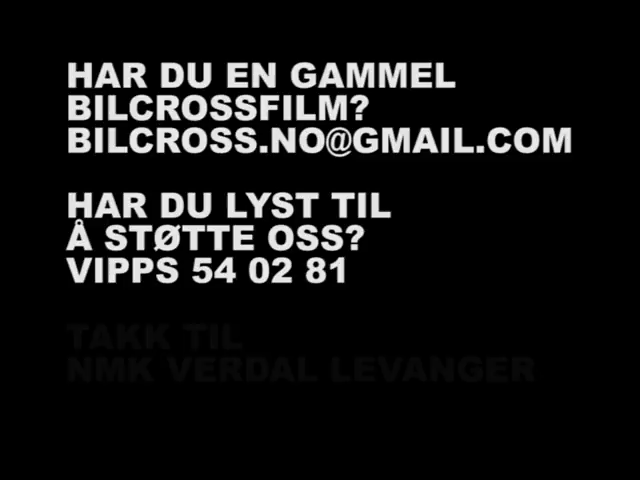 HAR DU EN GAMMEL
BILCROSSFILM?
BILCROSS.NO@GMAIL.COM
HAR DU LYST TIL
Å STØTTE OSS?
VIPPS 54 02 81
TAKK TIL
NMK VERDAL LEVANGER